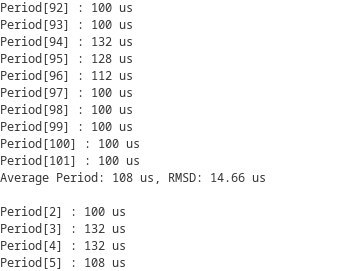 Period[92] : 100 us
Period[93] : 100 us
Period[94] : 132 us
Period[95] : 128 us
Period[96] : 112 us
Period[97] : 100 us
Period[98] : 100 us
Period[99] : 100 us
Period[100] : 100 us
Period[101] : 100 us
Average Period: 108 us, RMSD: 14.66 us

Period[2] : 100 us
Period[3] : 132 us
Period[4] : 132 us
Period[5] : 108 us